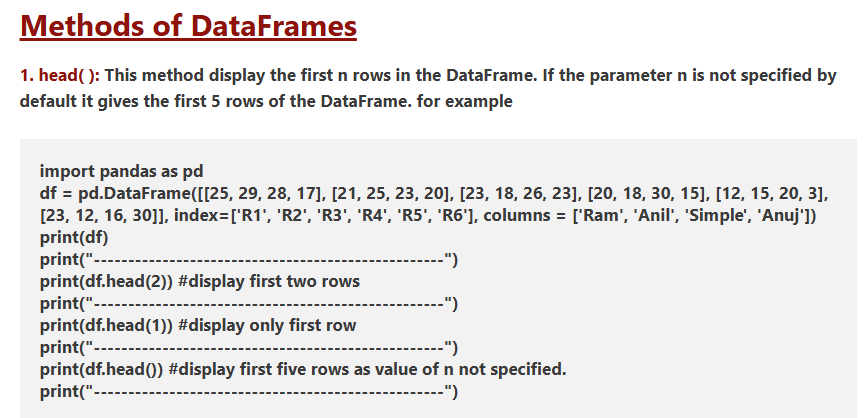 Methods of DataFrames
1. head( ): This method display the first n rows in the DataFrame. If the parameter n is not specified by
default it gives the first 5 rows of the DataFrame. for example
import pandas as pd
df = pd.DataFrame([[25, 29, 28, 17], [21, 25, 23, 20], [23, 18, 26, 23], [20, 18, 30, 15], [12, 15, 20, 3],
[23, 12, 16, 30]], index=['R1', 'R2', 'R3', 'R4', 'R5', 'R6'], columns = ['Ram', 'Anil', 'Simple', 'Anuj'])
print(df)
print("---------------------------------------------------")
print(df.head(2)) #display first two rows
print("---------------------------------------------------")
print(df.head(1)) #display only first row
print("---------------------------------------------------")
print(df.head()) #display first five rows as value of n not specified.
print("---------------------------------------------------")